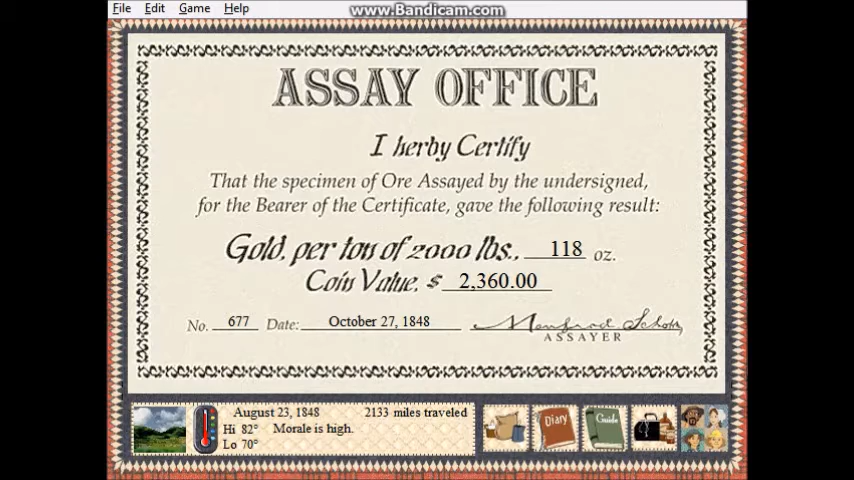 www.Bandicam.com
File Edit Game Help
ASSAY OFFICE
I herby Certify
That the specimen of Ore Assayed by the undersigned,
for the Bearer of the Certificate, gave the following result:
Gold, per ton of 2000 lbs., 118 oz.
Coin Value, $ 2,360.00
No. 677 Date: October 27, 1848
ASSAYER
August 23, 1848 2133 miles traveled
Hi 82° Morale is high.
Lo 70°
Diary
Guide